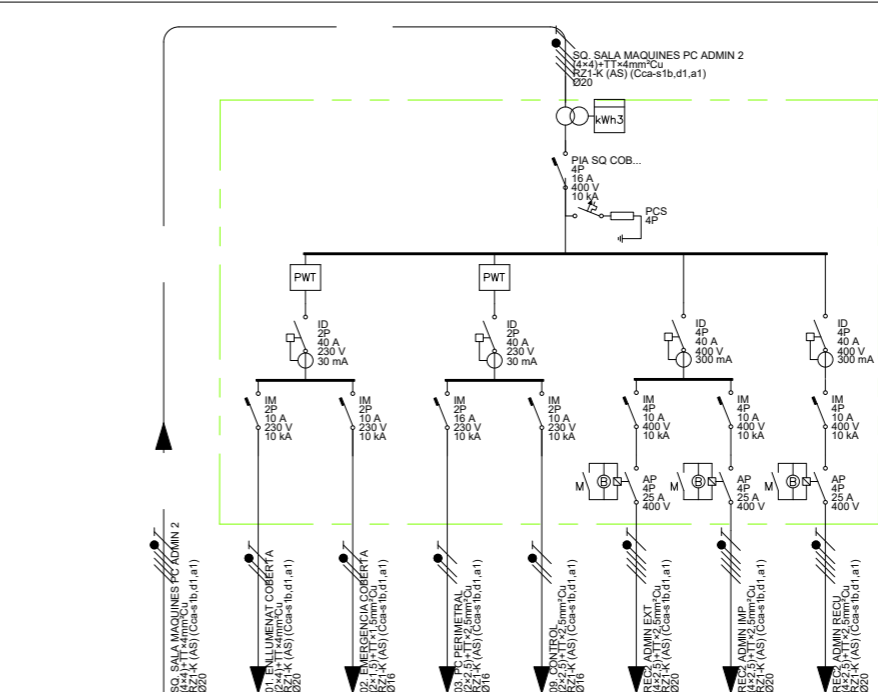 SQ. SALA MAQUINES PC ADMIN 2
(4×4)+TT×4mm²Cu
RZ1-K (AS) (Cca-s1b,d1,a1)
Ø20
kWh3
PIA SQ COB...
4P
16 A
400 V
10 kA
PCS
4P
PWT
PWT
ID
2P
40 A
230 V
30 mA
ID
2P
40 A
230 V
30 mA
ID
4P
40 A
400 V
300 mA
ID
4P
40 A
400 V
300 mA
IM
2P
10 A
230 V
10 kA
IM
2P
10 A
230 V
10 kA
IM
2P
16 A
230 V
10 kA
IM
2P
10 A
230 V
10 kA
IM
4P
10 A
400 V
10 kA
IM
4P
10 A
400 V
10 kA
IM
4P
10 A
400 V
10 kA
M
B
AP
4P
25 A
400 V
M
B
AP
4P
25 A
400 V
M
B
AP
4P
25 A
400 V
SQ. SALA MAQUINES PC ADMIN 2
(4×4)+TT×4mm²Cu
RZ1-K (AS) (Cca-s1b,d1,a1)
Ø20
01. ENLLUMENAT COBERTA
(2×4)+TT×4mm²Cu
RZ1-K (AS) (Cca-s1b,d1,a1)
Ø20
02. EMERGENCIA COBERTA
(2×1,5)+TT×1,5mm²Cu
RZ1-K (AS) (Cca-s1b,d1,a1)
Ø16
03. PC PERIMETRAL
(2×2,5)+TT×2,5mm²Cu
RZ1-K (AS) (Cca-s1b,d1,a1)
Ø16
09. CONTROL
(2×2,5)+TT×2,5mm²Cu
RZ1-K (AS) (Cca-s1b,d1,a1)
Ø16
REC2 ADMIN EXT
(4×2,5)+TT×2,5mm²Cu
RZ1-K (AS) (Cca-s1b,d1,a1)
Ø20
REC2 ADMIN IMP
(4×2,5)+TT×2,5mm²Cu
RZ1-K (AS) (Cca-s1b,d1,a1)
Ø20
REC2 ADMIN RECU
(4×2,5)+TT×2,5mm²Cu
RZ1-K (AS) (Cca-s1b,d1,a1)
Ø20